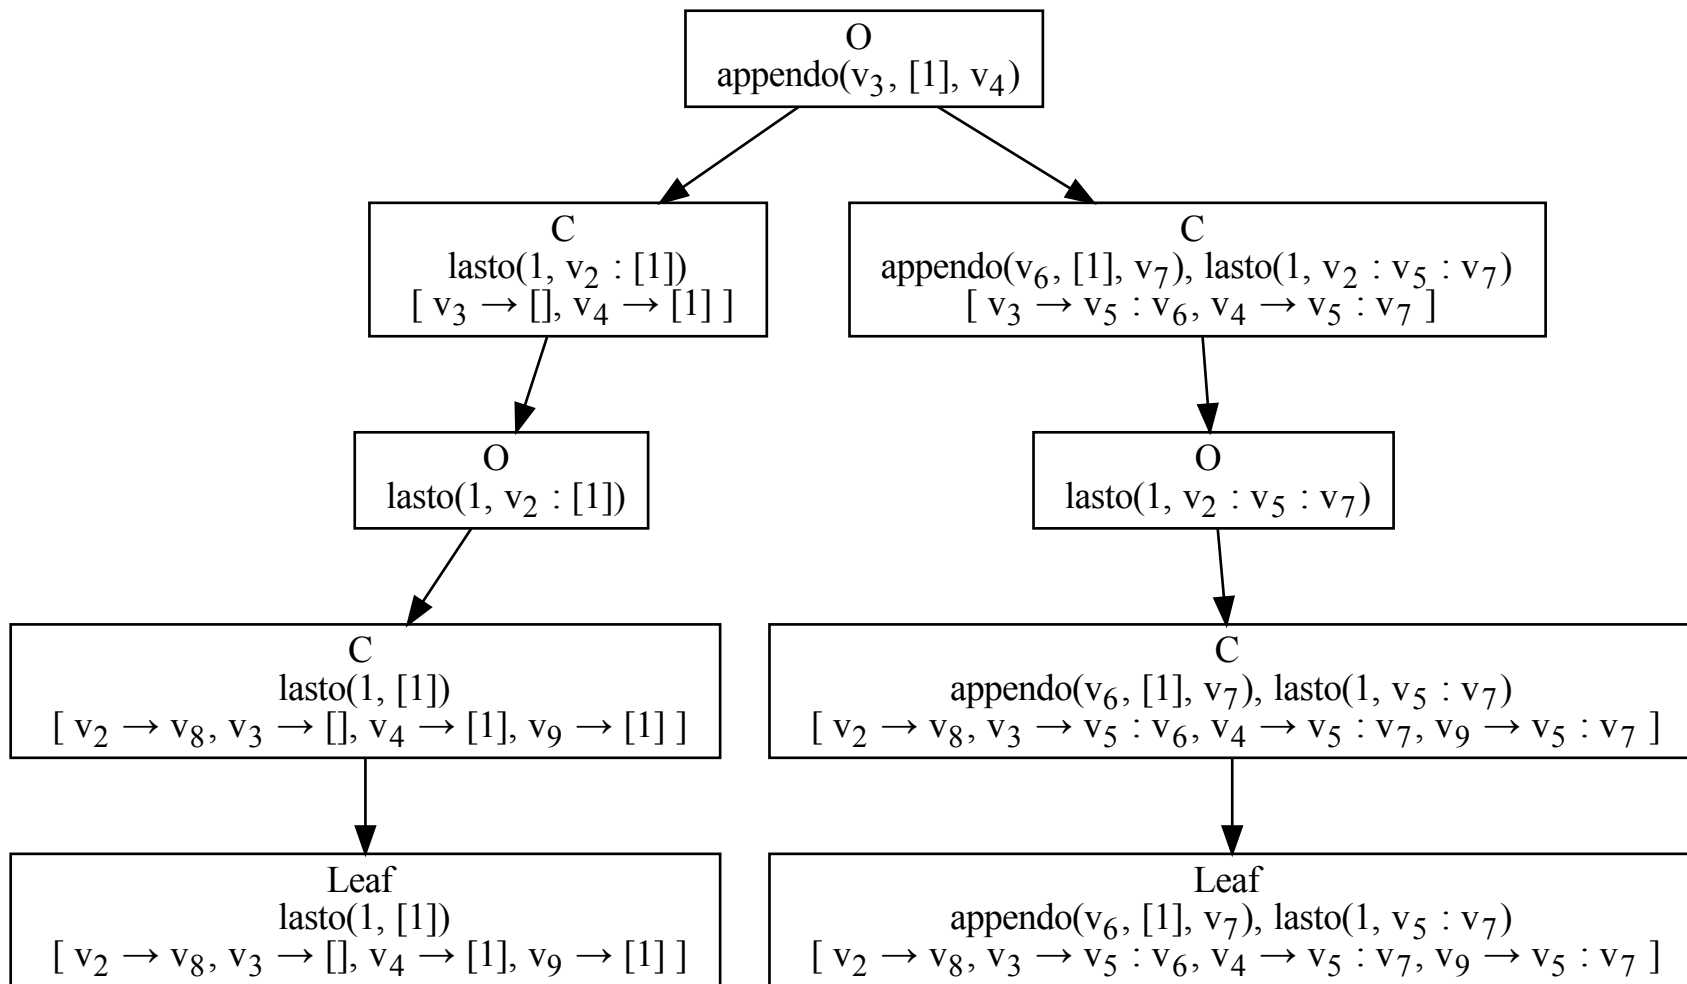 O
appendo(v₃, [1], v₄)
C
lasto(1, v₂ : [1])
[ v₃ → [], v₄ → [1] ]
C
appendo(v₆, [1], v₇), lasto(1, v₂ : v₅ : v₇)
[ v₃ → v₅ : v₆, v₄ → v₅ : v₇ ]
O
lasto(1, v₂ : [1])
O
lasto(1, v₂ : v₅ : v₇)
C
lasto(1, [1])
[ v₂ → v₈, v₃ → [], v₄ → [1], v₉ → [1] ]
C
appendo(v₆, [1], v₇), lasto(1, v₅ : v₇)
[ v₂ → v₈, v₃ → v₅ : v₆, v₄ → v₅ : v₇, v₉ → v₅ : v₇ ]
Leaf
lasto(1, [1])
[ v₂ → v₈, v₃ → [], v₄ → [1], v₉ → [1] ]
Leaf
appendo(v₆, [1], v₇), lasto(1, v₅ : v₇)
[ v₂ → v₈, v₃ → v₅ : v₆, v₄ → v₅ : v₇, v₉ → v₅ : v₇ ]